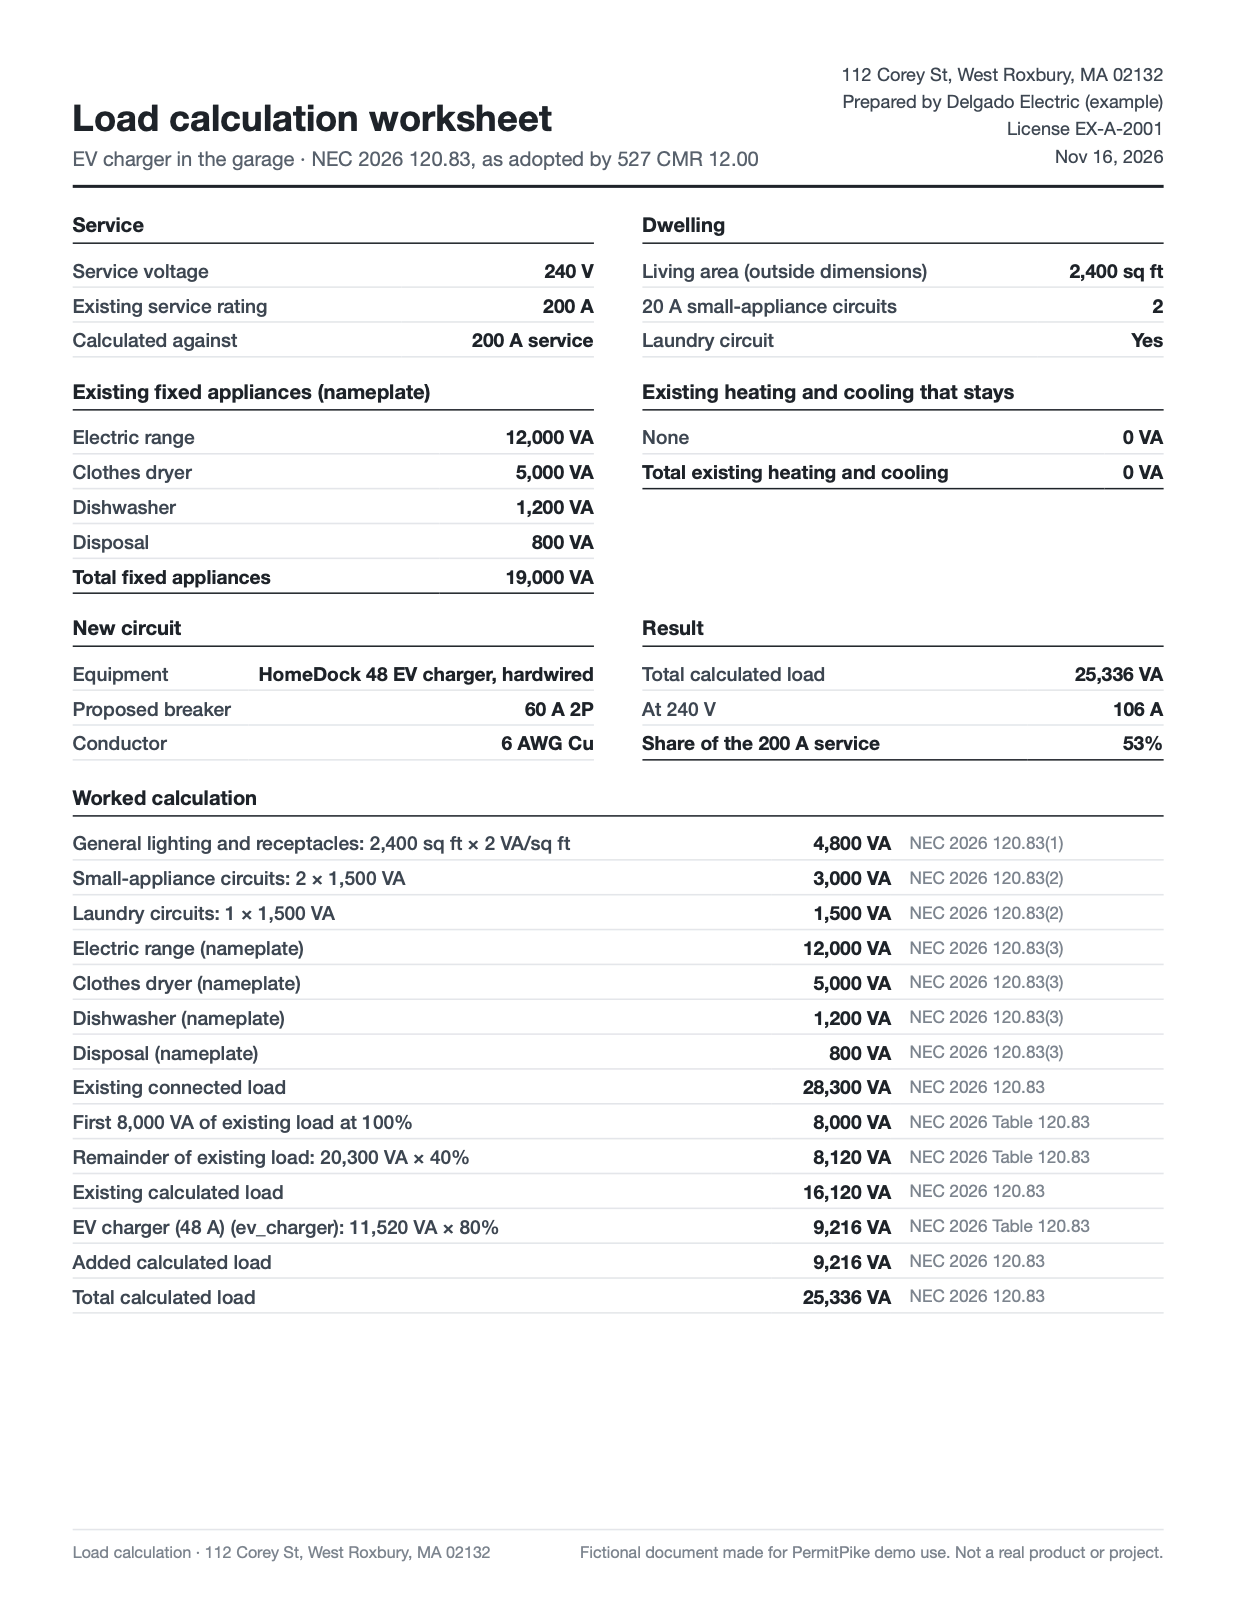 112 Corey St, West Roxbury, MA 02132
Prepared by Delgado Electric (example)
License EX-A-2001
Nov 16, 2026
Load calculation worksheet
EV charger in the garage · NEC 2026 120.83, as adopted by 527 CMR 12.00
Service
Service voltage 240 V
Existing service rating 200 A
Calculated against 200 A service
Dwelling
Living area (outside dimensions) 2,400 sq ft
20 A small-appliance circuits 2
Laundry circuit Yes
Existing fixed appliances (nameplate)
Electric range 12,000 VA
Clothes dryer 5,000 VA
Dishwasher 1,200 VA
Disposal 800 VA
Total fixed appliances 19,000 VA
Existing heating and cooling that stays
None 0 VA
Total existing heating and cooling 0 VA
New circuit
Equipment HomeDock 48 EV charger, hardwired
Proposed breaker 60 A 2P
Conductor 6 AWG Cu
Result
Total calculated load 25,336 VA
At 240 V 106 A
Share of the 200 A service 53%
Worked calculation
General lighting and receptacles: 2,400 sq ft × 2 VA/sq ft 4,800 VA NEC 2026 120.83(1)
Small-appliance circuits: 2 × 1,500 VA 3,000 VA NEC 2026 120.83(2)
Laundry circuits: 1 × 1,500 VA 1,500 VA NEC 2026 120.83(2)
Electric range (nameplate) 12,000 VA NEC 2026 120.83(3)
Clothes dryer (nameplate) 5,000 VA NEC 2026 120.83(3)
Dishwasher (nameplate) 1,200 VA NEC 2026 120.83(3)
Disposal (nameplate) 800 VA NEC 2026 120.83(3)
Existing connected load 28,300 VA NEC 2026 120.83
First 8,000 VA of existing load at 100% 8,000 VA NEC 2026 Table 120.83
Remainder of existing load: 20,300 VA × 40% 8,120 VA NEC 2026 Table 120.83
Existing calculated load 16,120 VA NEC 2026 120.83
EV charger (48 A) (ev_charger): 11,520 VA × 80% 9,216 VA NEC 2026 Table 120.83
Added calculated load 9,216 VA NEC 2026 120.83
Total calculated load 25,336 VA NEC 2026 120.83
Load calculation · 112 Corey St, West Roxbury, MA 02132
Fictional document made for PermitPike demo use. Not a real product or project.